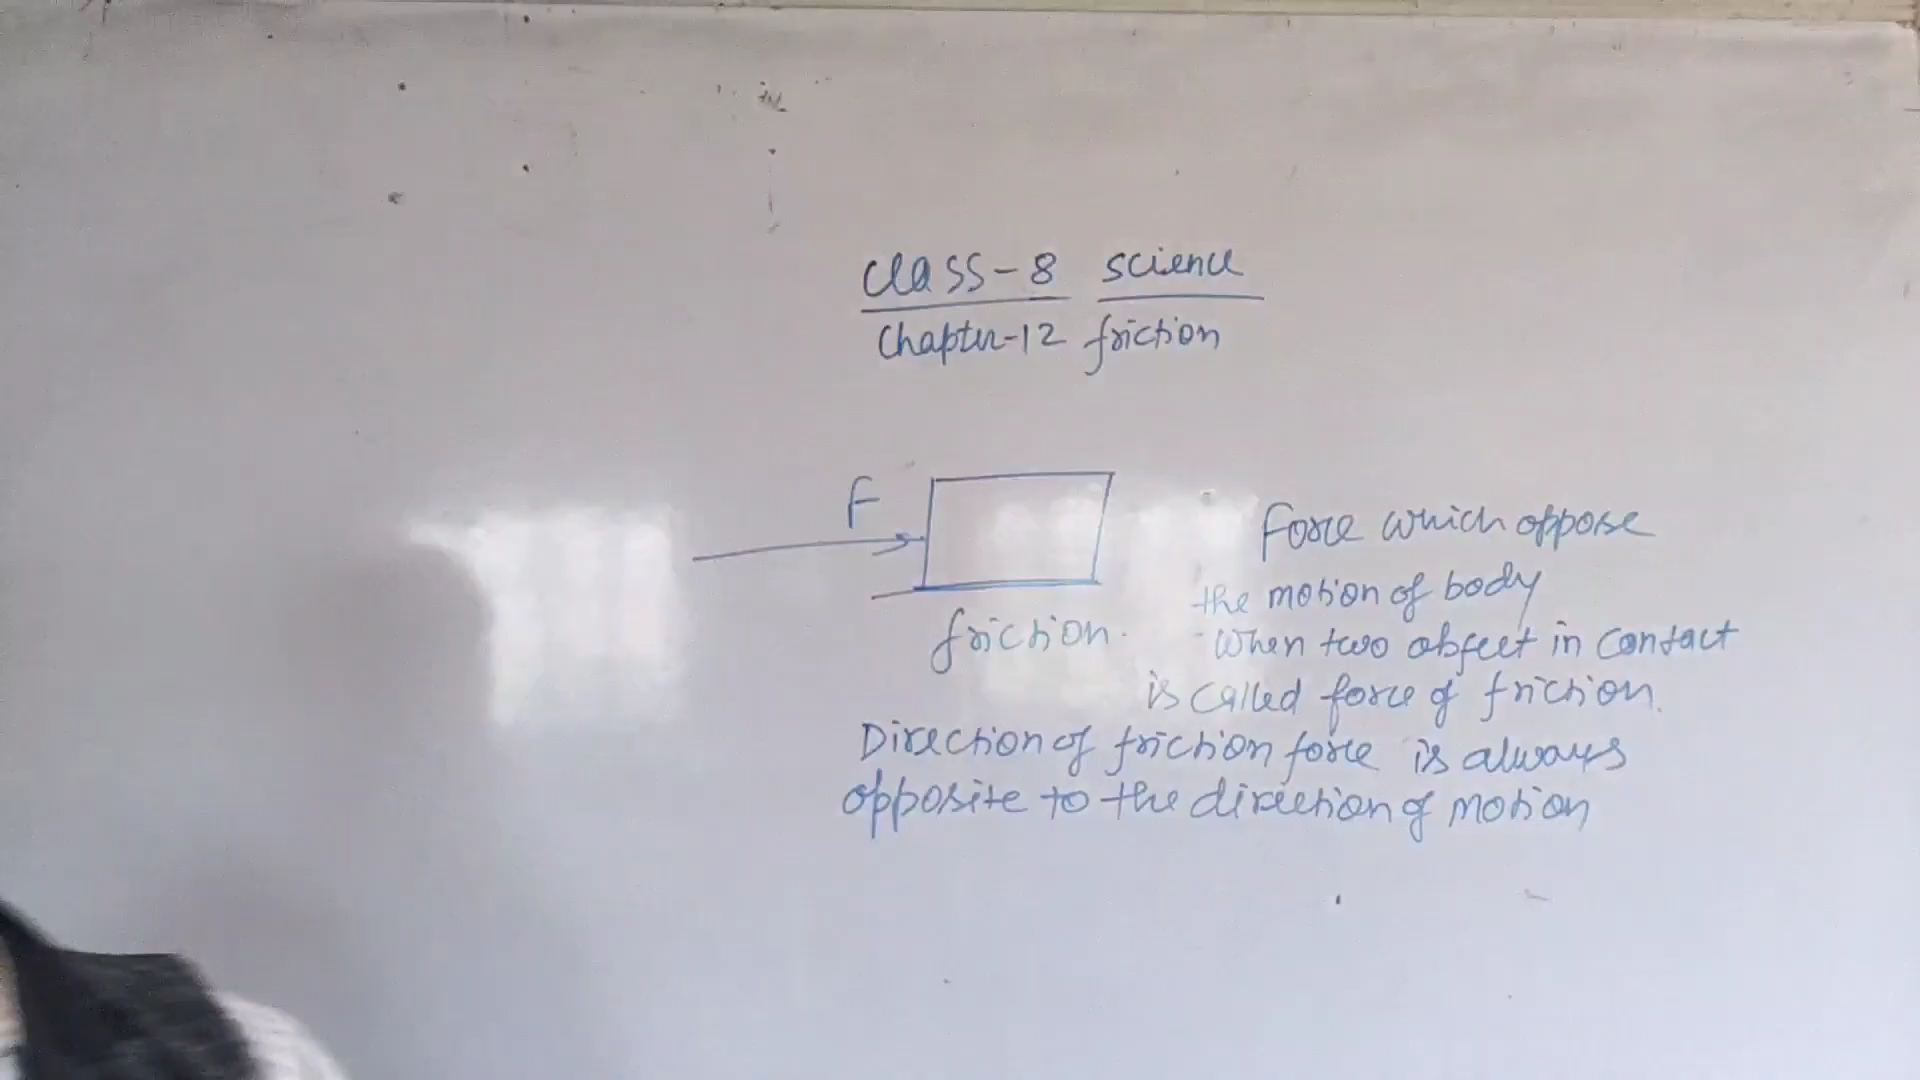 Class-8 science
Chapter-12 friction
F
friction.
Force which oppose
the motion of body
when two object in contact
is called force of friction.
Direction of friction force is always
opposite to the direction of motion